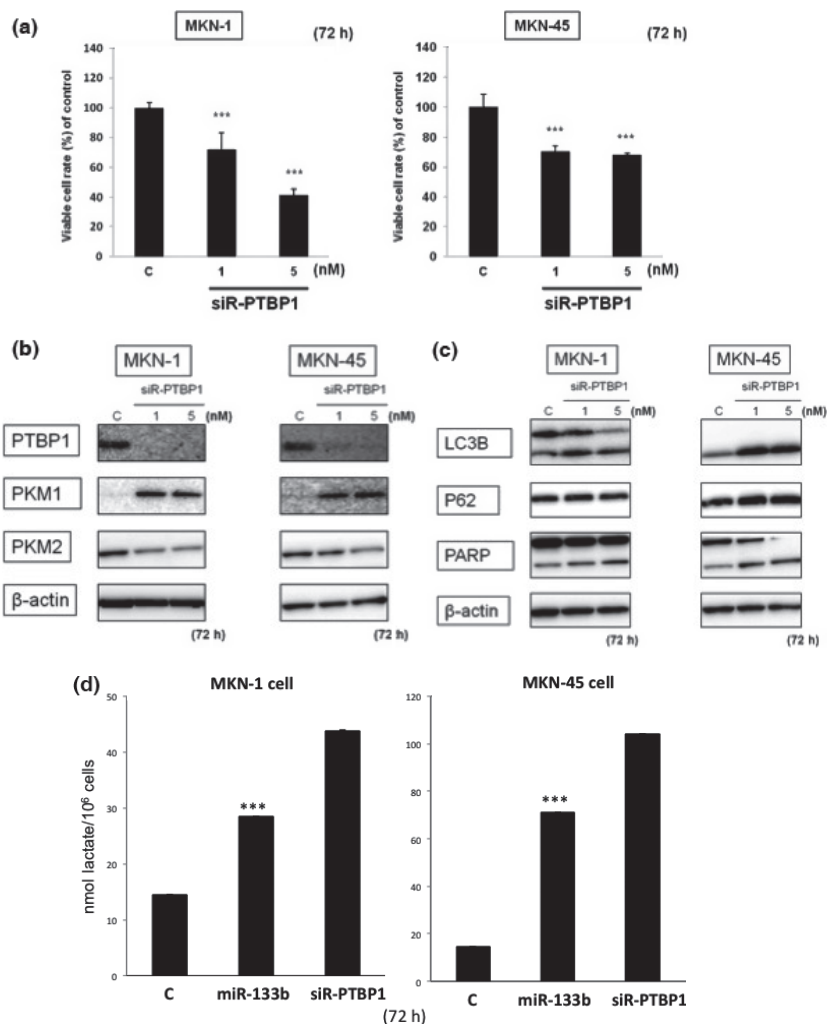 (a)
MKN-1
(72 h)
Viable cell rate (%) of control
140
120
100
80
60
40
20
0
***
***
C
1
5
(nM)
siR-PTBP1
MKN-45
(72 h)
Viable cell rate (%) of control
140
120
100
80
60
40
20
0
***
***
C
1
5
(nM)
siR-PTBP1
(b)
MKN-1
siR-PTBP1
C 1 5 (nM)
MKN-45
siR-PTBP1
C 1 5 (nM)
PTBP1
PKM1
PKM2
β-actin
(72 h)
(72 h)
(c)
MKN-1
siR-PTBP1
C 1 5 (nM)
MKN-45
siR-PTBP1
C 1 5 (nM)
LC3B
P62
PARP
β-actin
(72 h)
(72 h)
(d)
MKN-1 cell
nmol lactate/10⁶ cells
50
40
30
20
10
0
***
C miR-133b siR-PTBP1
MKN-45 cell
120
100
80
60
40
20
0
***
C miR-133b siR-PTBP1
(72 h)